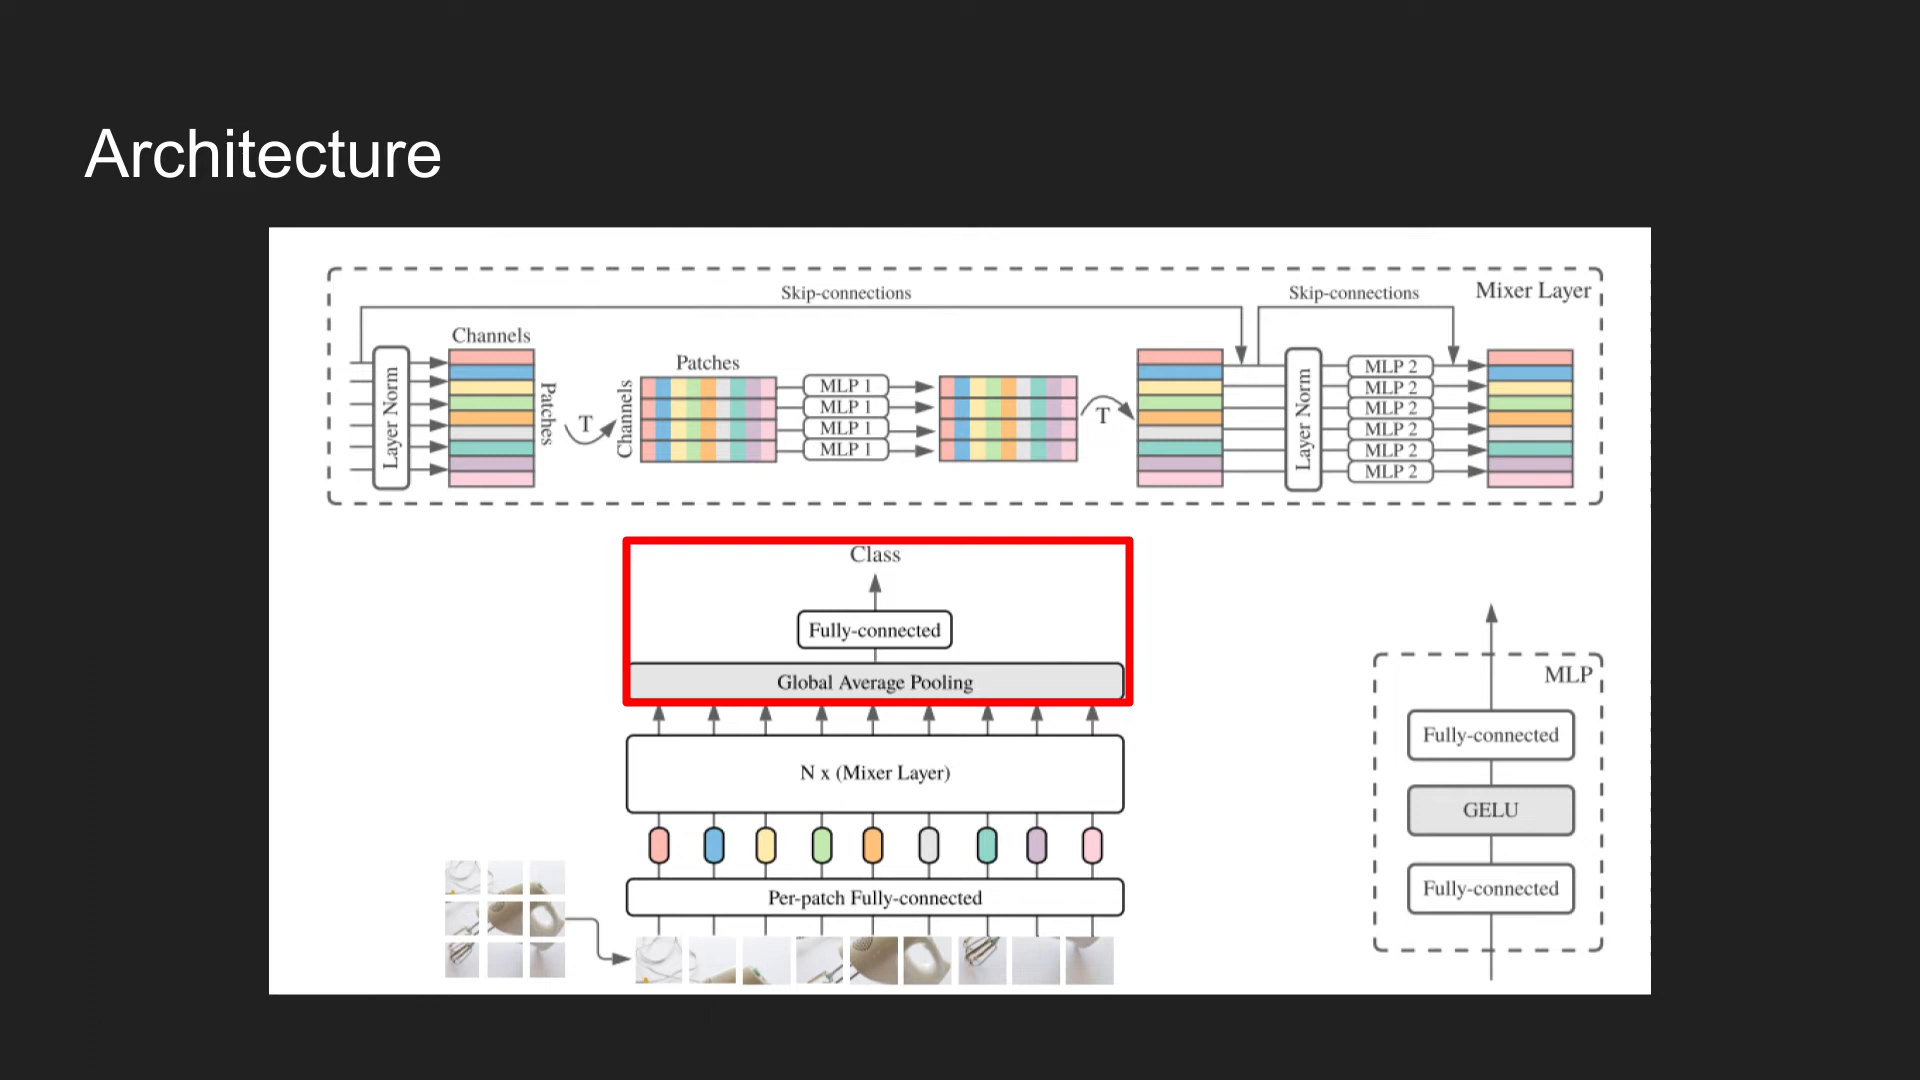 Architecture
Skip-connections
Skip-connections
Mixer Layer
Channels
Layer Norm
Patches
T
Patches
Channels
MLP 1
MLP 1
MLP 1
MLP 1
T
Layer Norm
MLP 2
MLP 2
MLP 2
MLP 2
MLP 2
MLP 2
Class
Fully-connected
Global Average Pooling
N x (Mixer Layer)
Per-patch Fully-connected
MLP
Fully-connected
GELU
Fully-connected